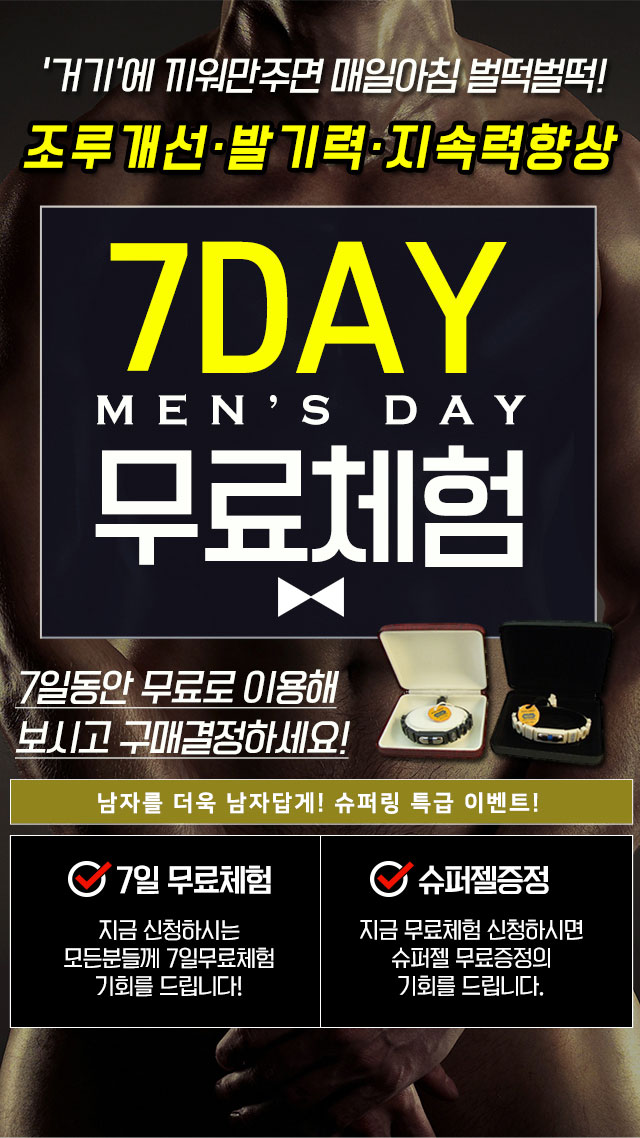 '거기'에 끼워만주면 매일아침 벌떡벌떡!
조루개선·발기력·지속력향상
7DAY
MEN'S DAY
무료체험
7일동안 무료로 이용해
보시고 구매결정하세요!
남자를 더욱 남자답게! 슈퍼링 특급 이벤트!
7일 무료체험
지금 신청하시는
모든분들께 7일무료체험
기회를 드립니다!
슈퍼젤증정
지금 무료체험 신청하시면
슈퍼젤 무료증정의
기회를 드립니다.